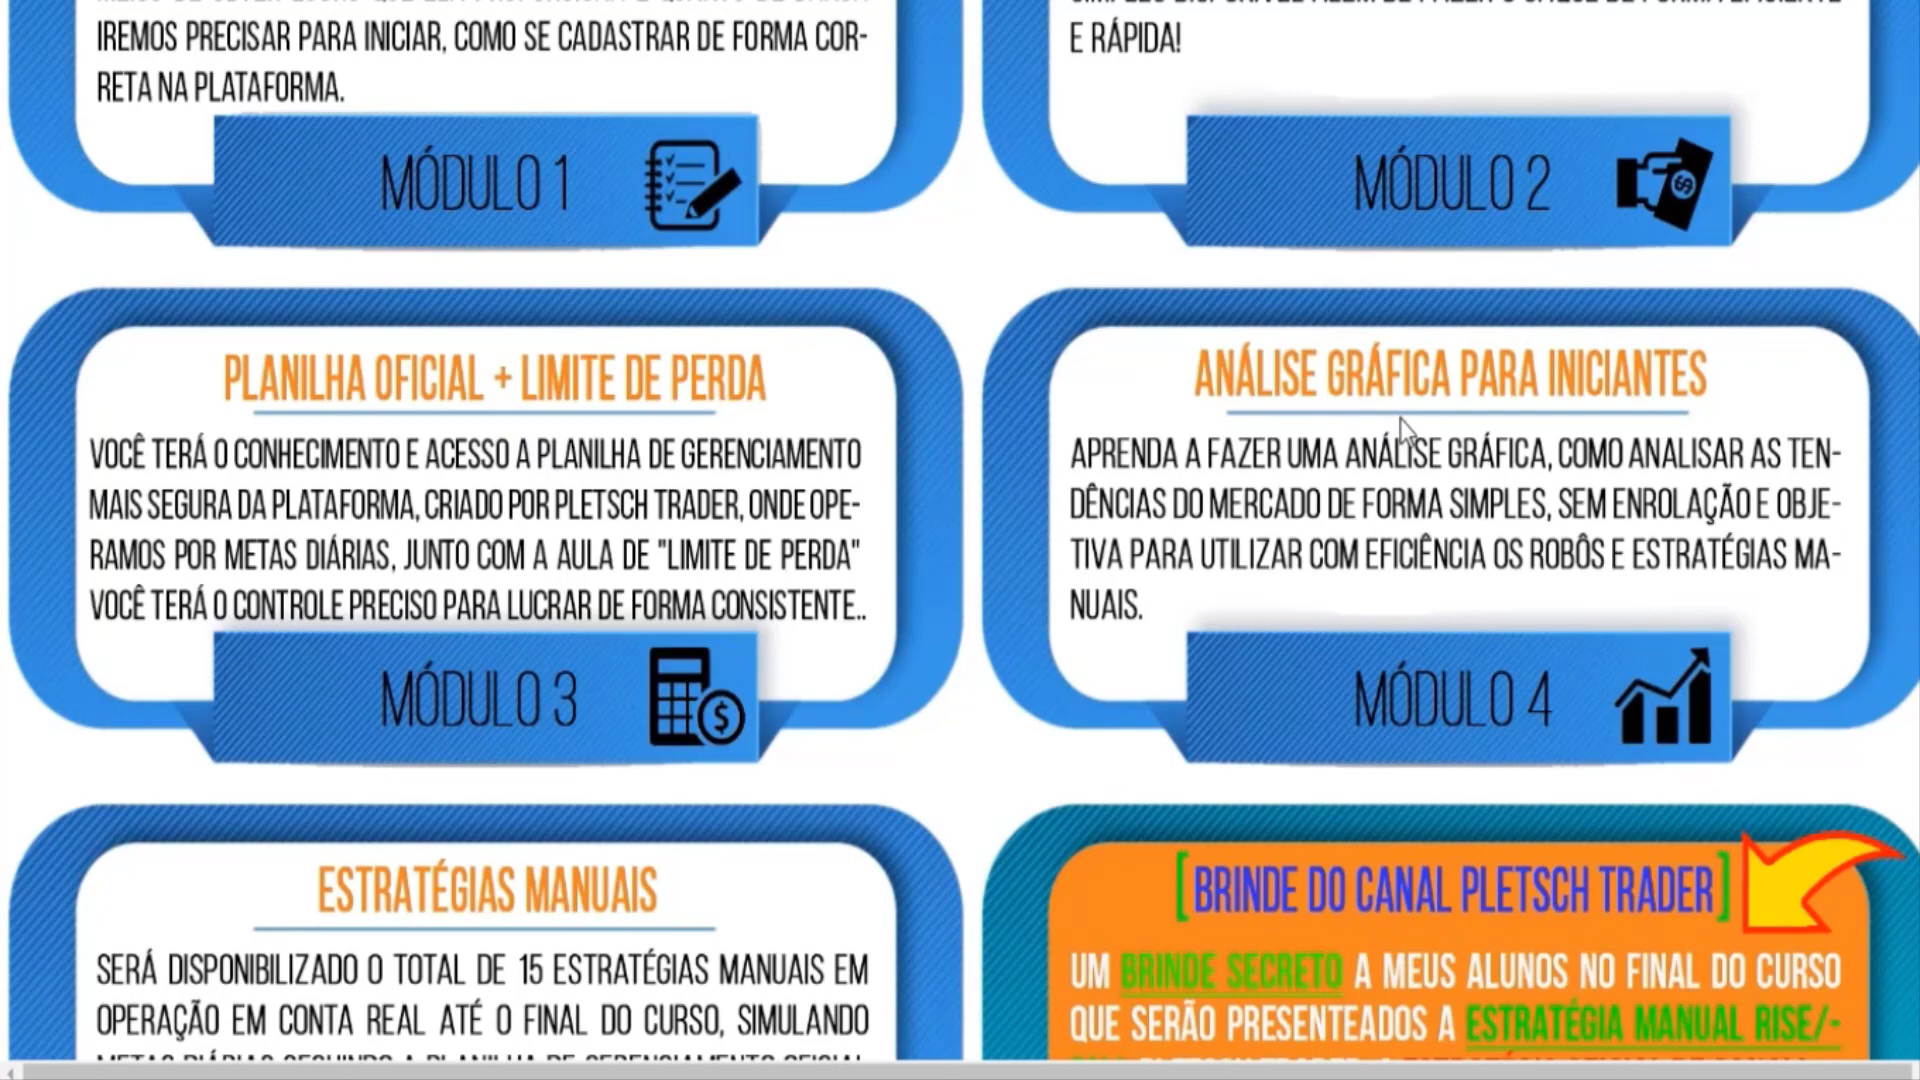 IREMOS PRECISAR PARA INICIAR, COMO SE CADASTRAR DE FORMA COR-
RETA NA PLATAFORMA.
MÓDULO 1
E RÁPIDA!
MÓDULO 2
PLANILHA OFICIAL + LIMITE DE PERDA
VOCÊ TERÁ O CONHECIMENTO E ACESSO A PLANILHA DE GERENCIAMENTO
MAIS SEGURA DA PLATAFORMA, CRIADO POR PLETSCH TRADER, ONDE OPE-
RAMOS POR METAS DIÁRIAS, JUNTO COM A AULA DE "LIMITE DE PERDA"
VOCÊ TERÁ O CONTROLE PRECISO PARA LUCRAR DE FORMA CONSISTENTE..
MÓDULO 3
ANÁLISE GRÁFICA PARA INICIANTES
APRENDA A FAZER UMA ANÁLISE GRÁFICA, COMO ANALISAR AS TEN-
DÊNCIAS DO MERCADO DE FORMA SIMPLES, SEM ENROLAÇÃO E OBJE-
TIVA PARA UTILIZAR COM EFICIÊNCIA OS ROBÔS E ESTRATÉGIAS MA-
NUAIS.
MÓDULO 4
ESTRATÉGIAS MANUAIS
SERÁ DISPONIBILIZADO O TOTAL DE 15 ESTRATÉGIAS MANUAIS EM
OPERAÇÃO EM CONTA REAL ATÉ O FINAL DO CURSO, SIMULANDO
[BRINDE DO CANAL PLETSCH TRADER]
UM BRINDE SECRETO A MEUS ALUNOS NO FINAL DO CURSO
QUE SERÃO PRESENTEADOS A ESTRATÉGIA MANUAL RISE/-